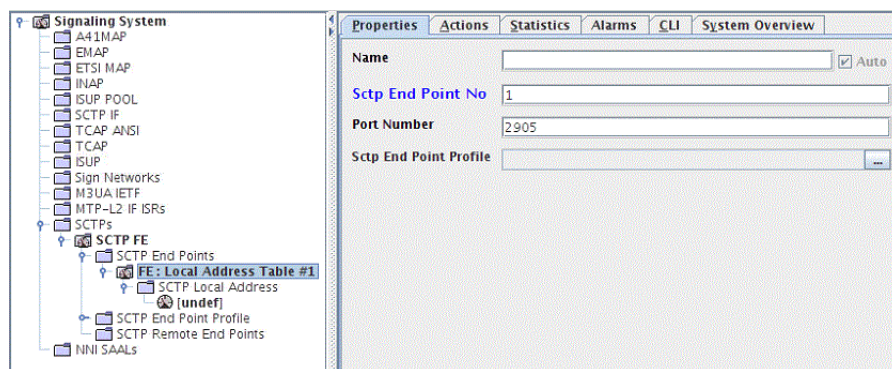 Signaling System
A41MAP
EMAP
ETSI MAP
INAP
ISUP POOL
SCTP IF
TCAP ANSI
TCAP
ISUP
Sign Networks
M3UA IETF
MTP-L2 IF ISRs
SCTPs
SCTP FE
SCTP End Points
FE : Local Address Table #1
SCTP Local Address
[undef]
SCTP End Point Profile
SCTP Remote End Points
NNI SAALs
Properties Actions Statistics Alarms CLI System Overview
Name Auto
Sctp End Point No 1
Port Number 2905
Sctp End Point Profile ...